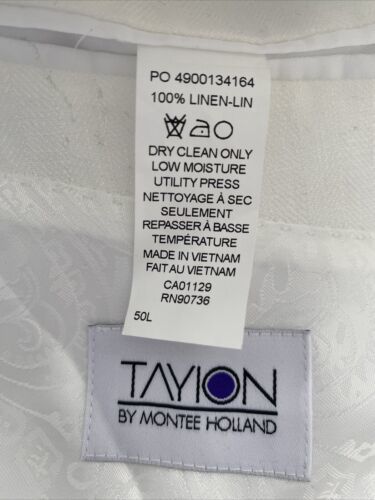 PO 4900134164
100% LINEN-LIN
DRY CLEAN ONLY
LOW MOISTURE
UTILITY PRESS
NETTOYAGE À SEC
SEULEMENT
REPASSER À BASSE
TEMPÉRATURE
MADE IN VIETNAM
FAIT AU VIETNAM
CA01129
RN90736
50L
TAYION
BY MONTEE HOLLAND